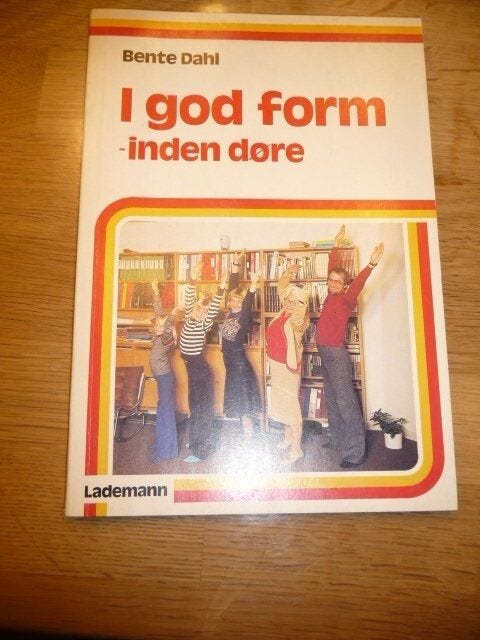 Bente Dahl
I god form
-inden døre
Lademann